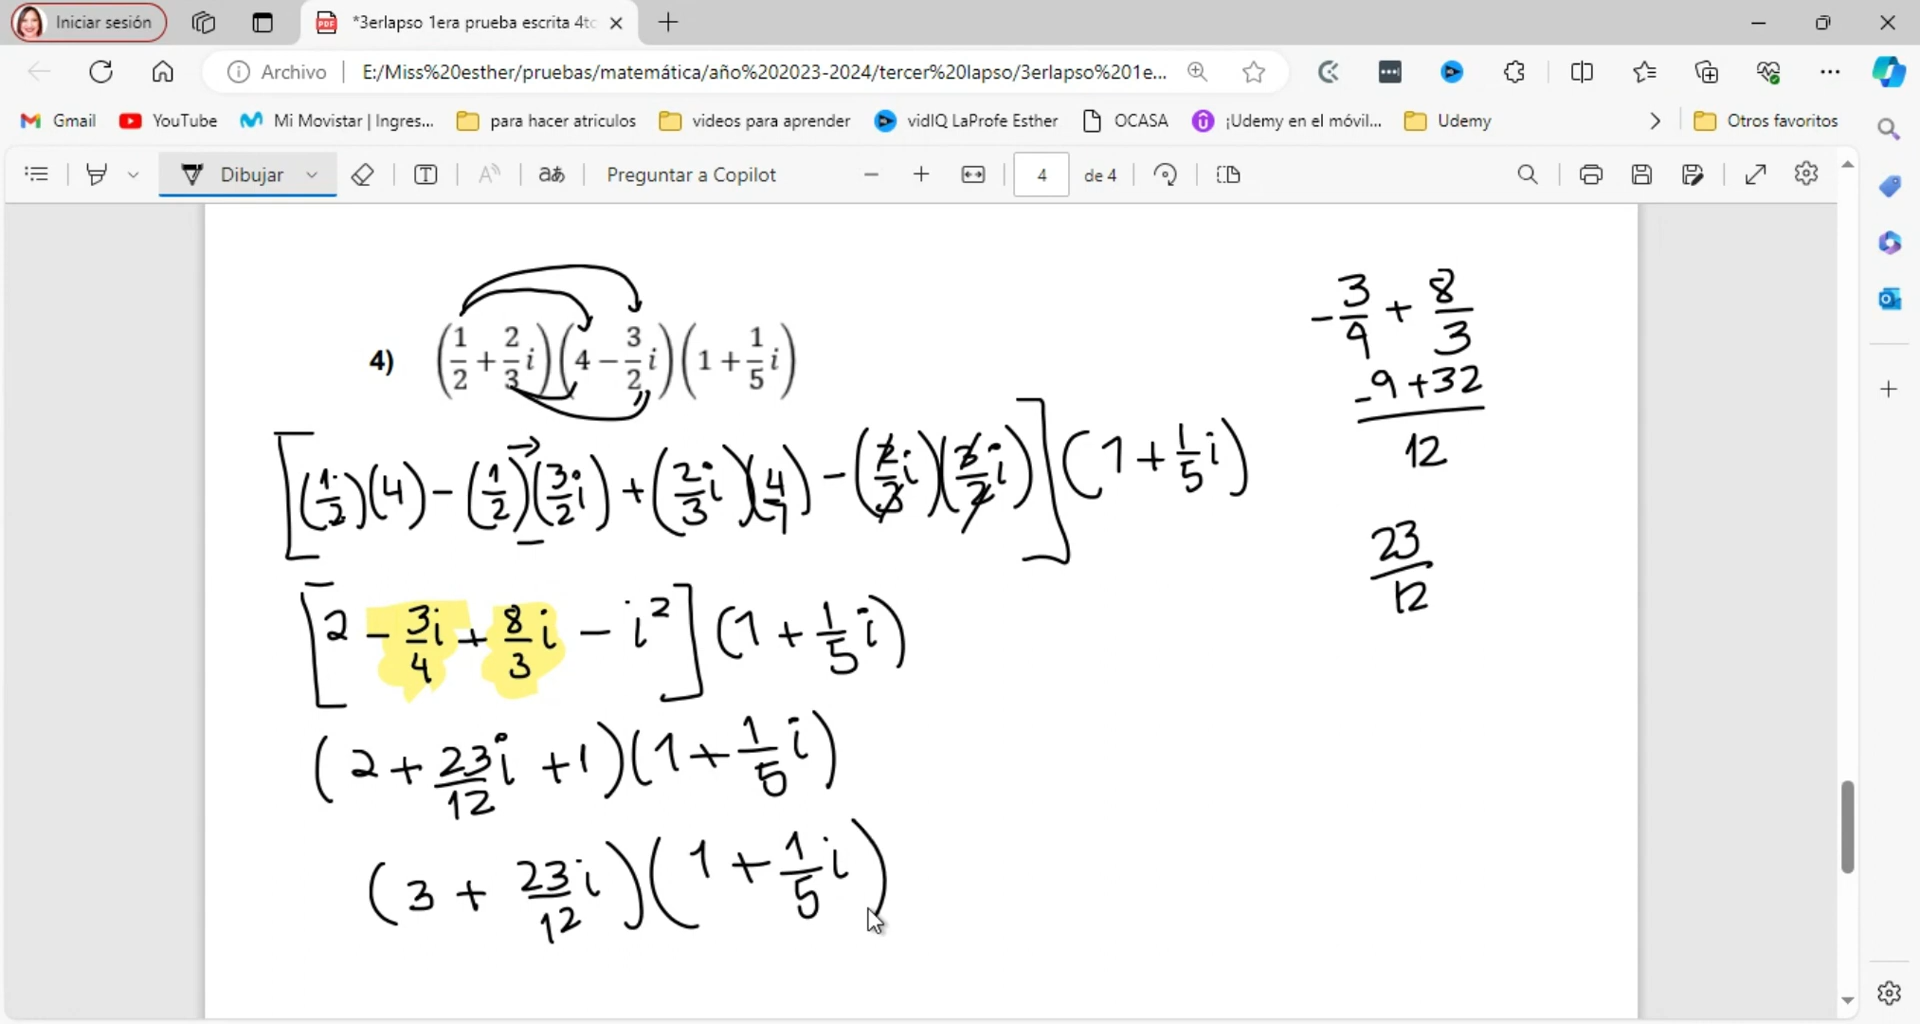 Iniciar sesión
*3erlapso 1era prueba escrita 4to
Archivo
E:/Miss%20esther/pruebas/matemática/año%202023-2024/tercer%20lapso/3erlapso%201e...
Gmail YouTube Mi Movistar | Ingres... para hacer atriculos videos para aprender vidIQ LaProfe Esther OCASA ¡Udemy en el móvil... Udemy Otros favoritos
Dibujar Preguntar a Copilot 4 de 4
4) (1/2 + 2/3 i)(4 − 3/2 i)(1 + 1/5 i)
[(1/2)(4) − (1/2)(3/2 i) + (2/3 i)(4/1) − (2/3 i)(3/2 i)](1 + 1/5 i)
[2 − 3i/4 + 8/3 i − i²](1 + 1/5 i)
(2 + 23/12 i + 1)(1 + 1/5 i)
(3 + 23/12 i)(1 + 1/5 i)
−3/9 + 8/3
−9 + 32
12
23/12